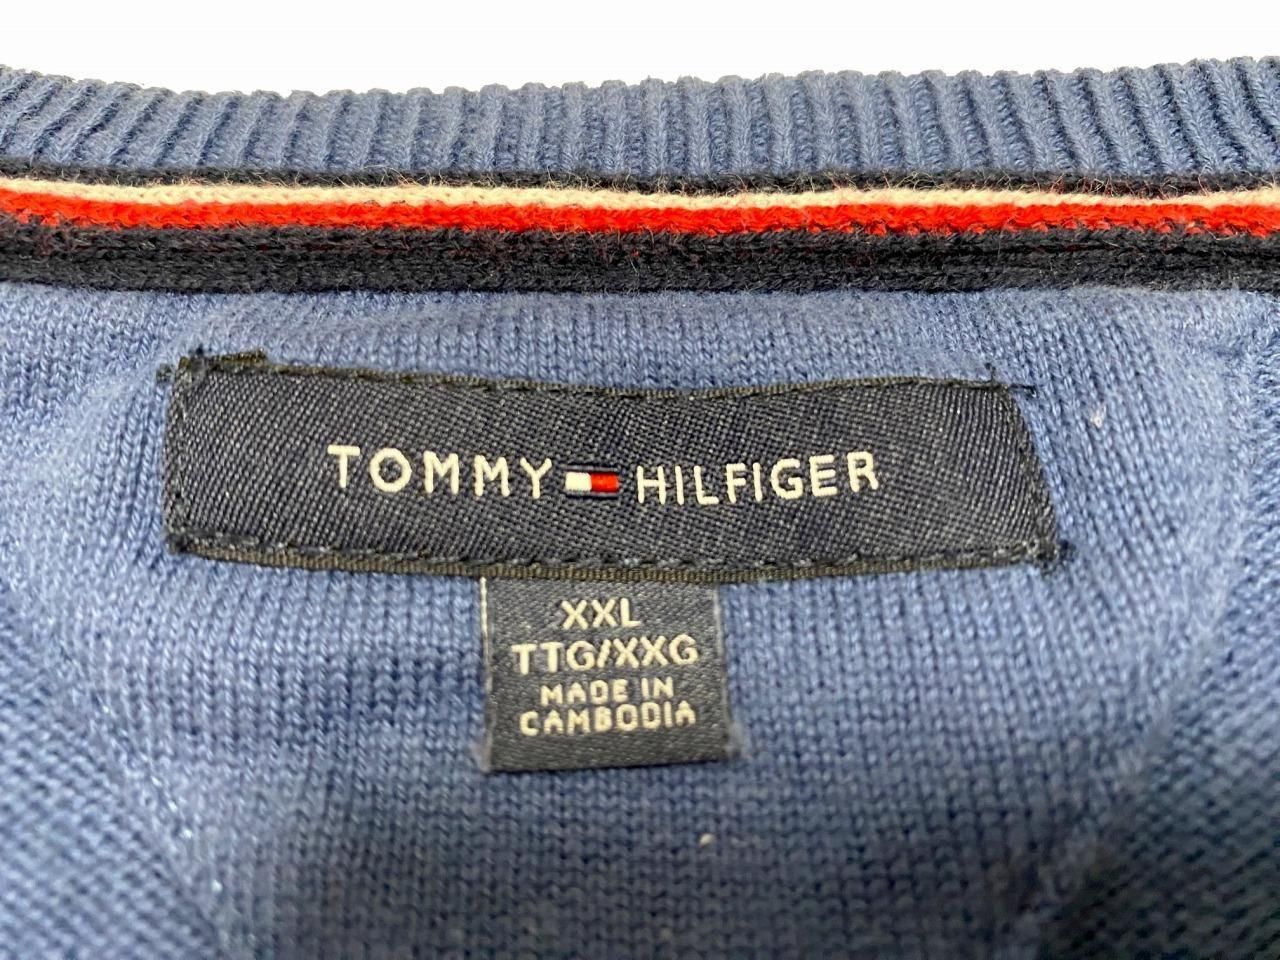 TOMMY HILFIGER
XXL
TTG/XXG
MADE IN
CAMBODIA